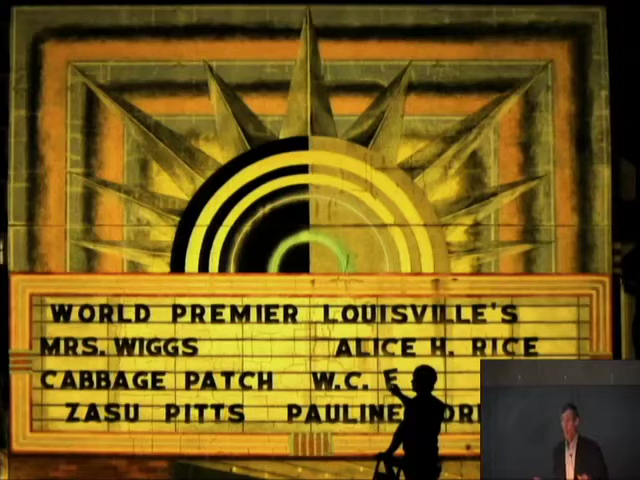 WORLD PREMIER LOUISVILLE'S
MRS. WIGGS ALICE H. RICE
CABBAGE PATCH W.C.
ZASU PITTS PAULINE